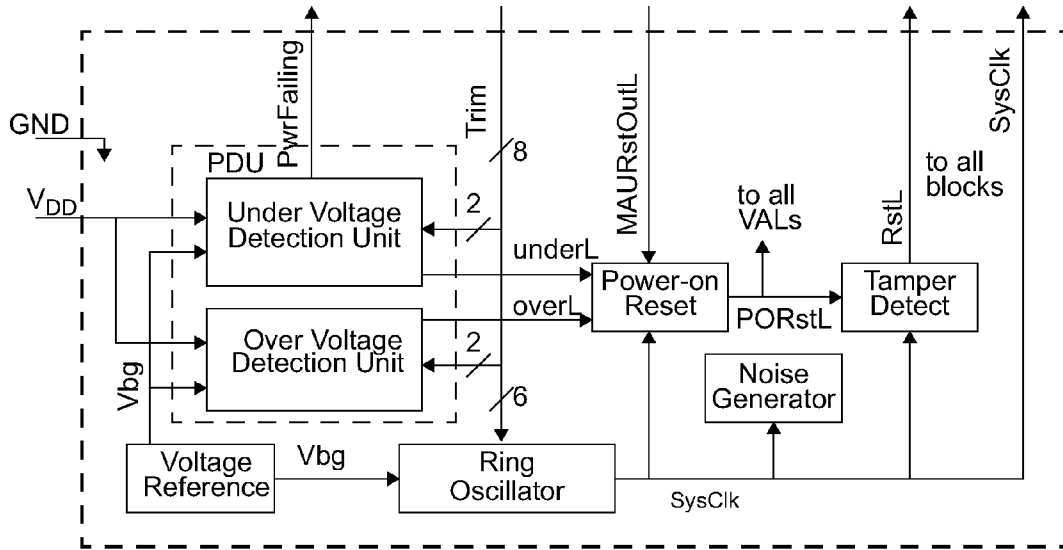 PwrFailing
Trim
8
MAURstOutL
RstL
SysClk
GND
PDU
to all
VALs
to all
blocks
VDD
Under Voltage
Detection Unit
2
underL
Power-on
Reset
PORstL
Tamper
Detect
overL
Over Voltage
Detection Unit
2
Vbg
6
Noise
Generator
Voltage
Reference
Vbg
Ring
Oscillator
SysClk